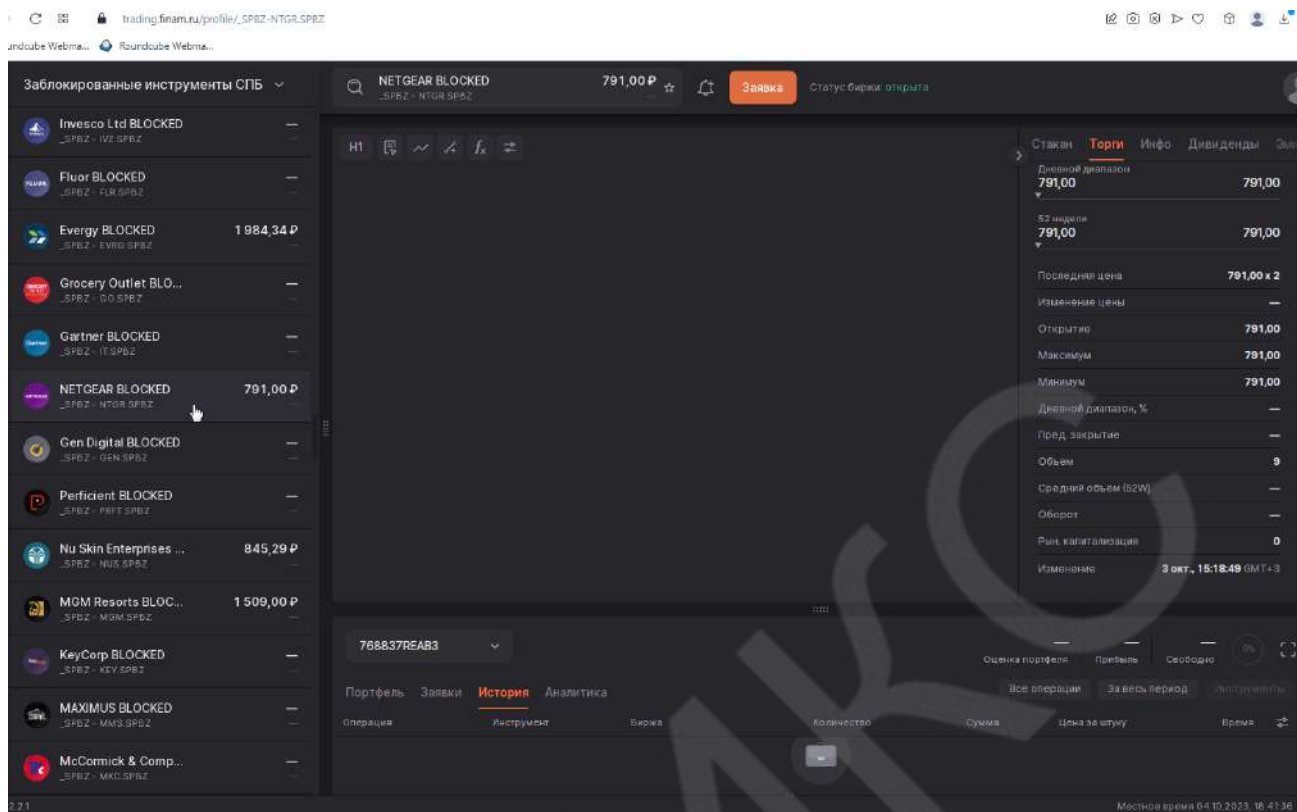 trading.finam.ru/profile/_SPBZ-NTGR.SPBZ
undcube Webma... Roundcube Webma...
Заблокированные инструменты СПБ
NETGEAR BLOCKED 791,00 ₽
_SPBZ - NTGR.SPBZ
Заявка
Статус биржи: открыта
Invesco Ltd BLOCKED —
_SPBZ - IVZ.SPBZ
Fluor BLOCKED —
_SPBZ - FLR.SPBZ
Evergy BLOCKED 1 984,34 ₽
_SPBZ - EVRG.SPBZ
Grocery Outlet BLO... —
_SPBZ - GO.SPBZ
Gartner BLOCKED —
_SPBZ - IT.SPBZ
NETGEAR BLOCKED 791,00 ₽
_SPBZ - NTGR.SPBZ
Gen Digital BLOCKED —
_SPBZ - GEN.SPBZ
Perficient BLOCKED —
_SPBZ - PRFT.SPBZ
Nu Skin Enterprises ... 845,29 ₽
_SPBZ - NUS.SPBZ
MGM Resorts BLOC... 1 509,00 ₽
_SPBZ - MGM.SPBZ
KeyCorp BLOCKED —
_SPBZ - KEY.SPBZ
MAXIMUS BLOCKED —
_SPBZ - MMS.SPBZ
McCormick & Comp... —
_SPBZ - MKC.SPBZ
2.2.1
H1
Стакан Торги Инфо Дивиденды
Дневной диапазон
791,00 791,00
52 недели
791,00 791,00
Последняя цена 791,00 x 2
Изменение цены —
Открытие 791,00
Максимум 791,00
Минимум 791,00
Дневной диапазон, % —
Пред. закрытие —
Объем 9
Средний объем (52W) —
Оборот —
Рын. капитализация 0
Изменение 3 окт., 15:18:49 GMT+3
768837REAB3
Оценка портфеля Прибыль Свободно 0%
Портфель Заявки История Аналитика
Все операции За весь период Инструменты
Операция Инструмент Биржа Количество Сумма Цена за штуку Время
Местное время 04.10.2023, 18:41:36
МКС